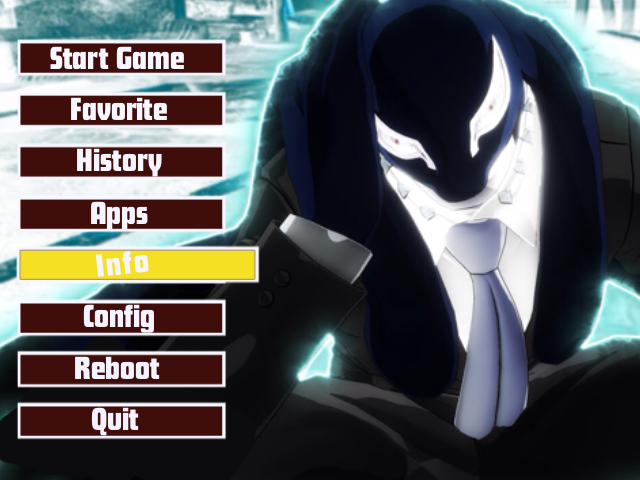 Start Game
Favorite
History
Apps
Info
Config
Reboot
Quit